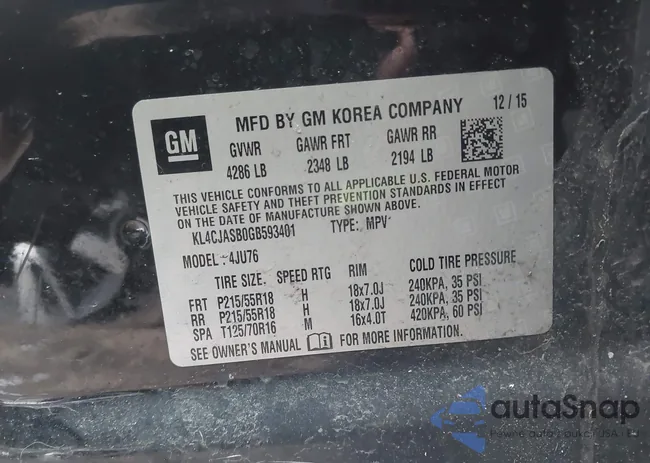 GM
MFD BY GM KOREA COMPANY 12/15
GVWR GAWR FRT GAWR RR
4286 LB 2348 LB 2194 LB
THIS VEHICLE CONFORMS TO ALL APPLICABLE U.S. FEDERAL MOTOR
VEHICLE SAFETY AND THEFT PREVENTION STANDARDS IN EFFECT
ON THE DATE OF MANUFACTURE SHOWN ABOVE.
KL4CJASB0GB593401 TYPE: MPV
MODEL - 4JU76
TIRE SIZE. SPEED RTG RIM COLD TIRE PRESSURE
FRT P215/55R18 H 18x7.0J 240KPA, 35 PSI
RR P215/55R18 H 18x7.0J 240KPA, 35 PSI
SPA T125/70R16 M 16x4.0T 420KPA, 60 PSI
SEE OWNER'S MANUAL FOR MORE INFORMATION.
autaSnap